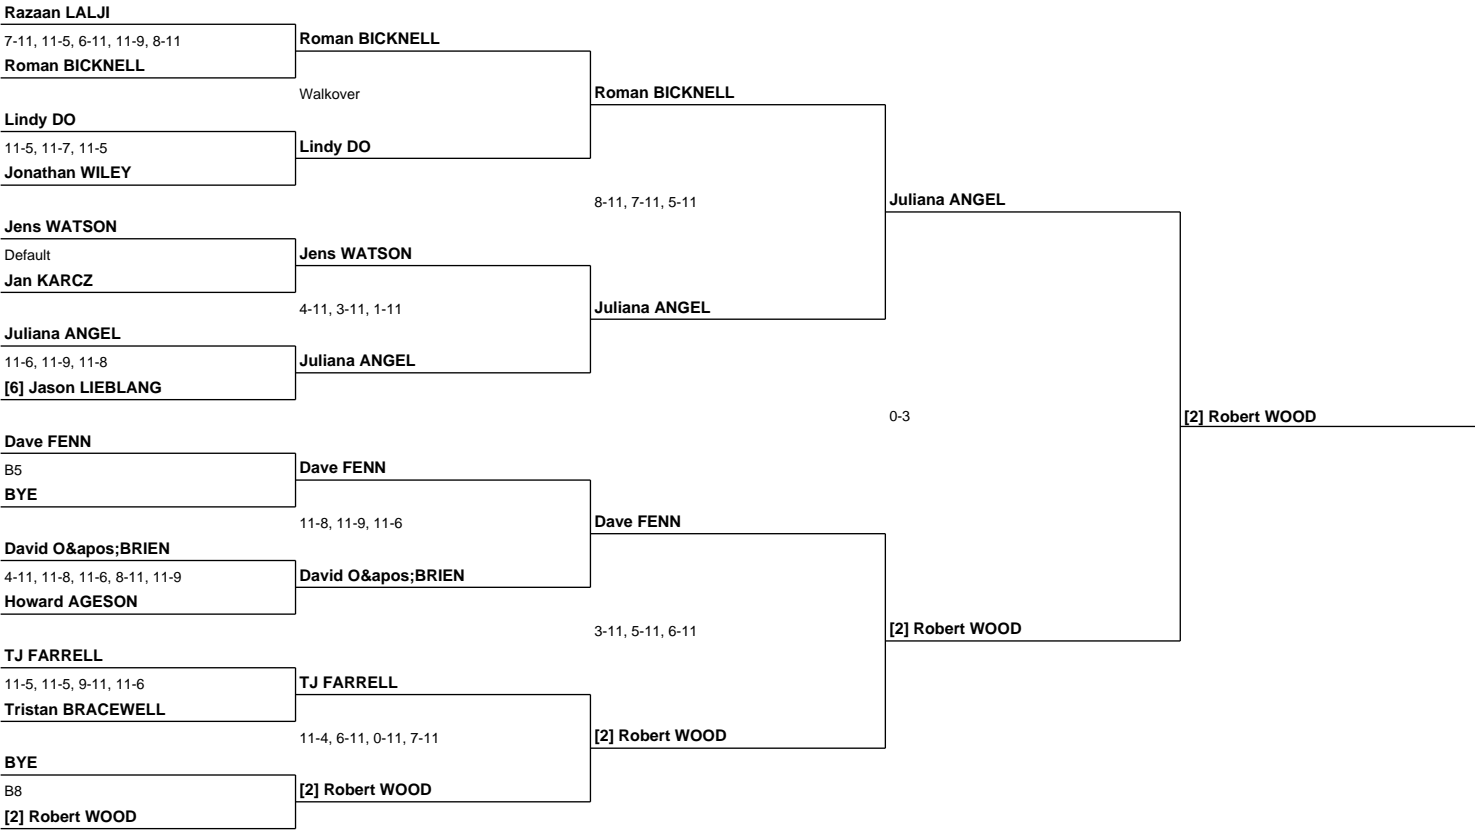 Razaan LALJI
7-11, 11-5, 6-11, 11-9, 8-11
Roman BICKNELL
Roman BICKNELL
Walkover
Roman BICKNELL
Lindy DO
11-5, 11-7, 11-5
Lindy DO
Jonathan WILEY
8-11, 7-11, 5-11
Juliana ANGEL
Jens WATSON
Default
Jens WATSON
Jan KARCZ
4-11, 3-11, 1-11
Juliana ANGEL
Juliana ANGEL
11-6, 11-9, 11-8
Juliana ANGEL
[6] Jason LIEBLANG
0-3
[2] Robert WOOD
Dave FENN
B5
Dave FENN
BYE
11-8, 11-9, 11-6
Dave FENN
David O&apos;BRIEN
4-11, 11-8, 11-6, 8-11, 11-9
David O&apos;BRIEN
Howard AGESON
3-11, 5-11, 6-11
[2] Robert WOOD
TJ FARRELL
11-5, 11-5, 9-11, 11-6
TJ FARRELL
Tristan BRACEWELL
11-4, 6-11, 0-11, 7-11
[2] Robert WOOD
BYE
B8
[2] Robert WOOD
[2] Robert WOOD